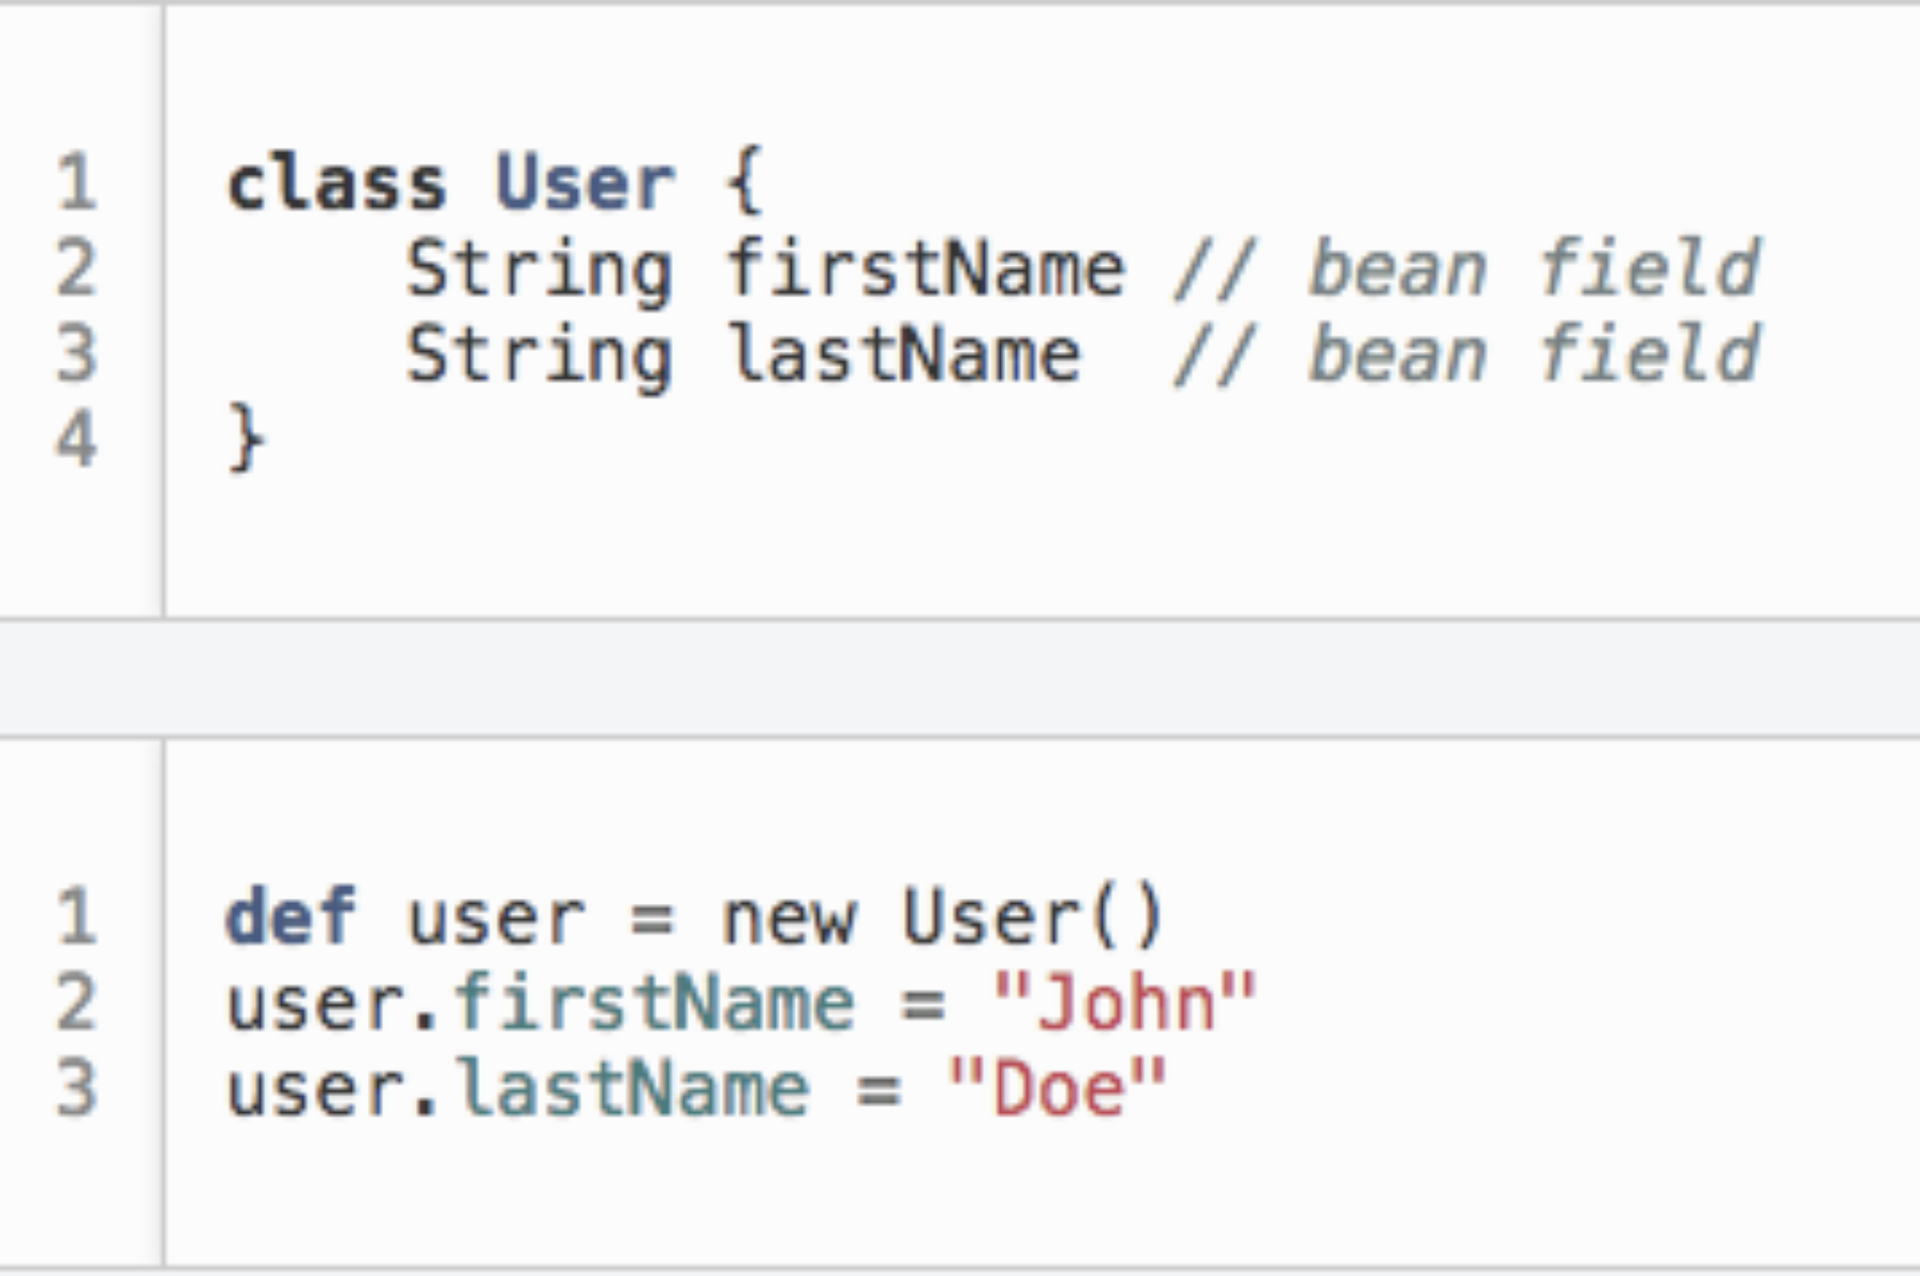 1 class User {
2     String firstName // bean field
3     String lastName  // bean field
4 }
1 def user = new User()
2 user.firstName = "John"
3 user.lastName = "Doe"